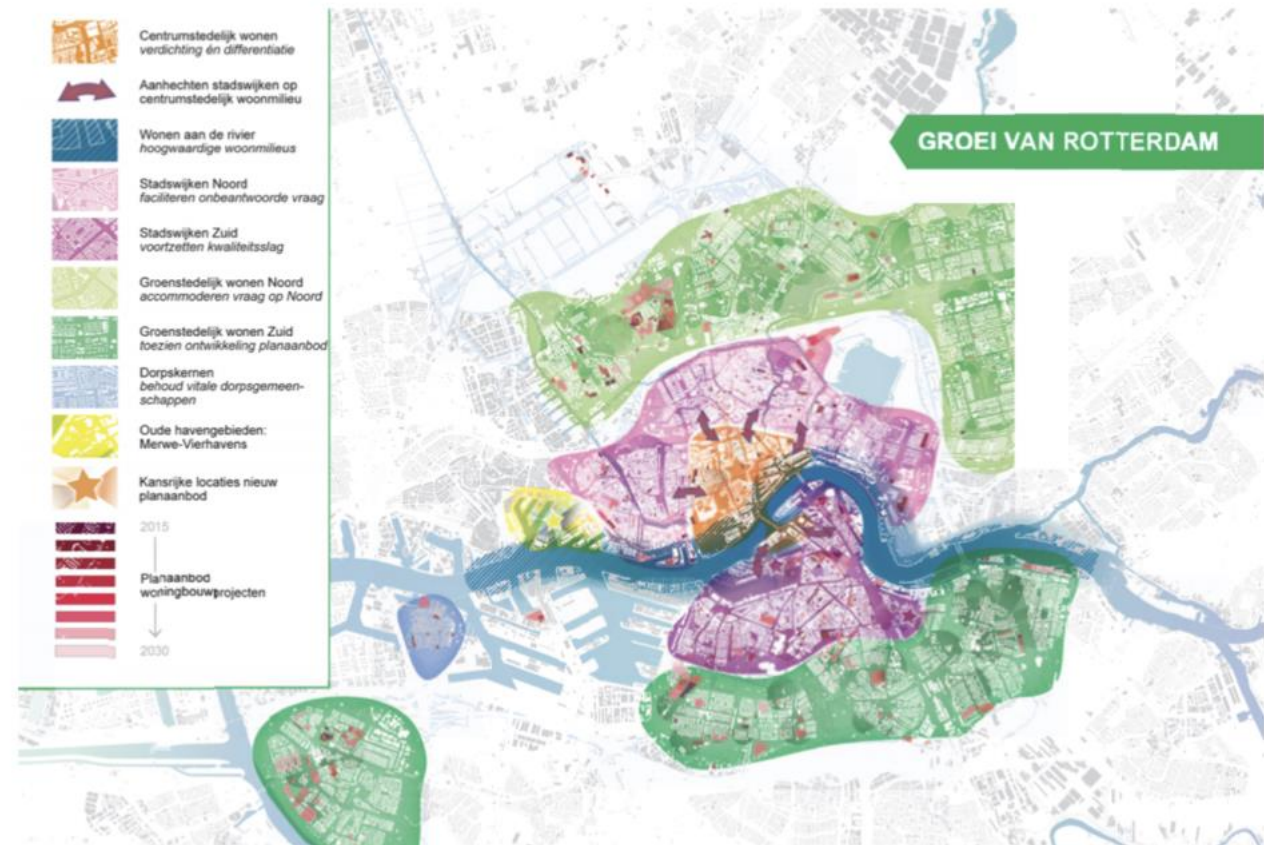 Centrumstedelijk wonen
verdichting én differentiatie
Aanhechten stadswijken op
centrumstedelijk woonmilieu
Wonen aan de rivier
hoogwaardige woonmilieus
Stadswijken Noord
faciliteren onbeantwoorde vraag
Stadswijken Zuid
voortzetten kwaliteitsslag
Groenstedelijk wonen Noord
accommoderen vraag op Noord
Groenstedelijk wonen Zuid
toezien ontwikkeling planaanbod
Dorpskernen
behoud vitale dorpsgemeen-
schappen
Oude havengebieden:
Merwe-Vierhavens
Kansrijke locaties nieuw
planaanbod
2015
Planaanbod
woningbouwprojecten
2030
GROEI VAN ROTTERDAM